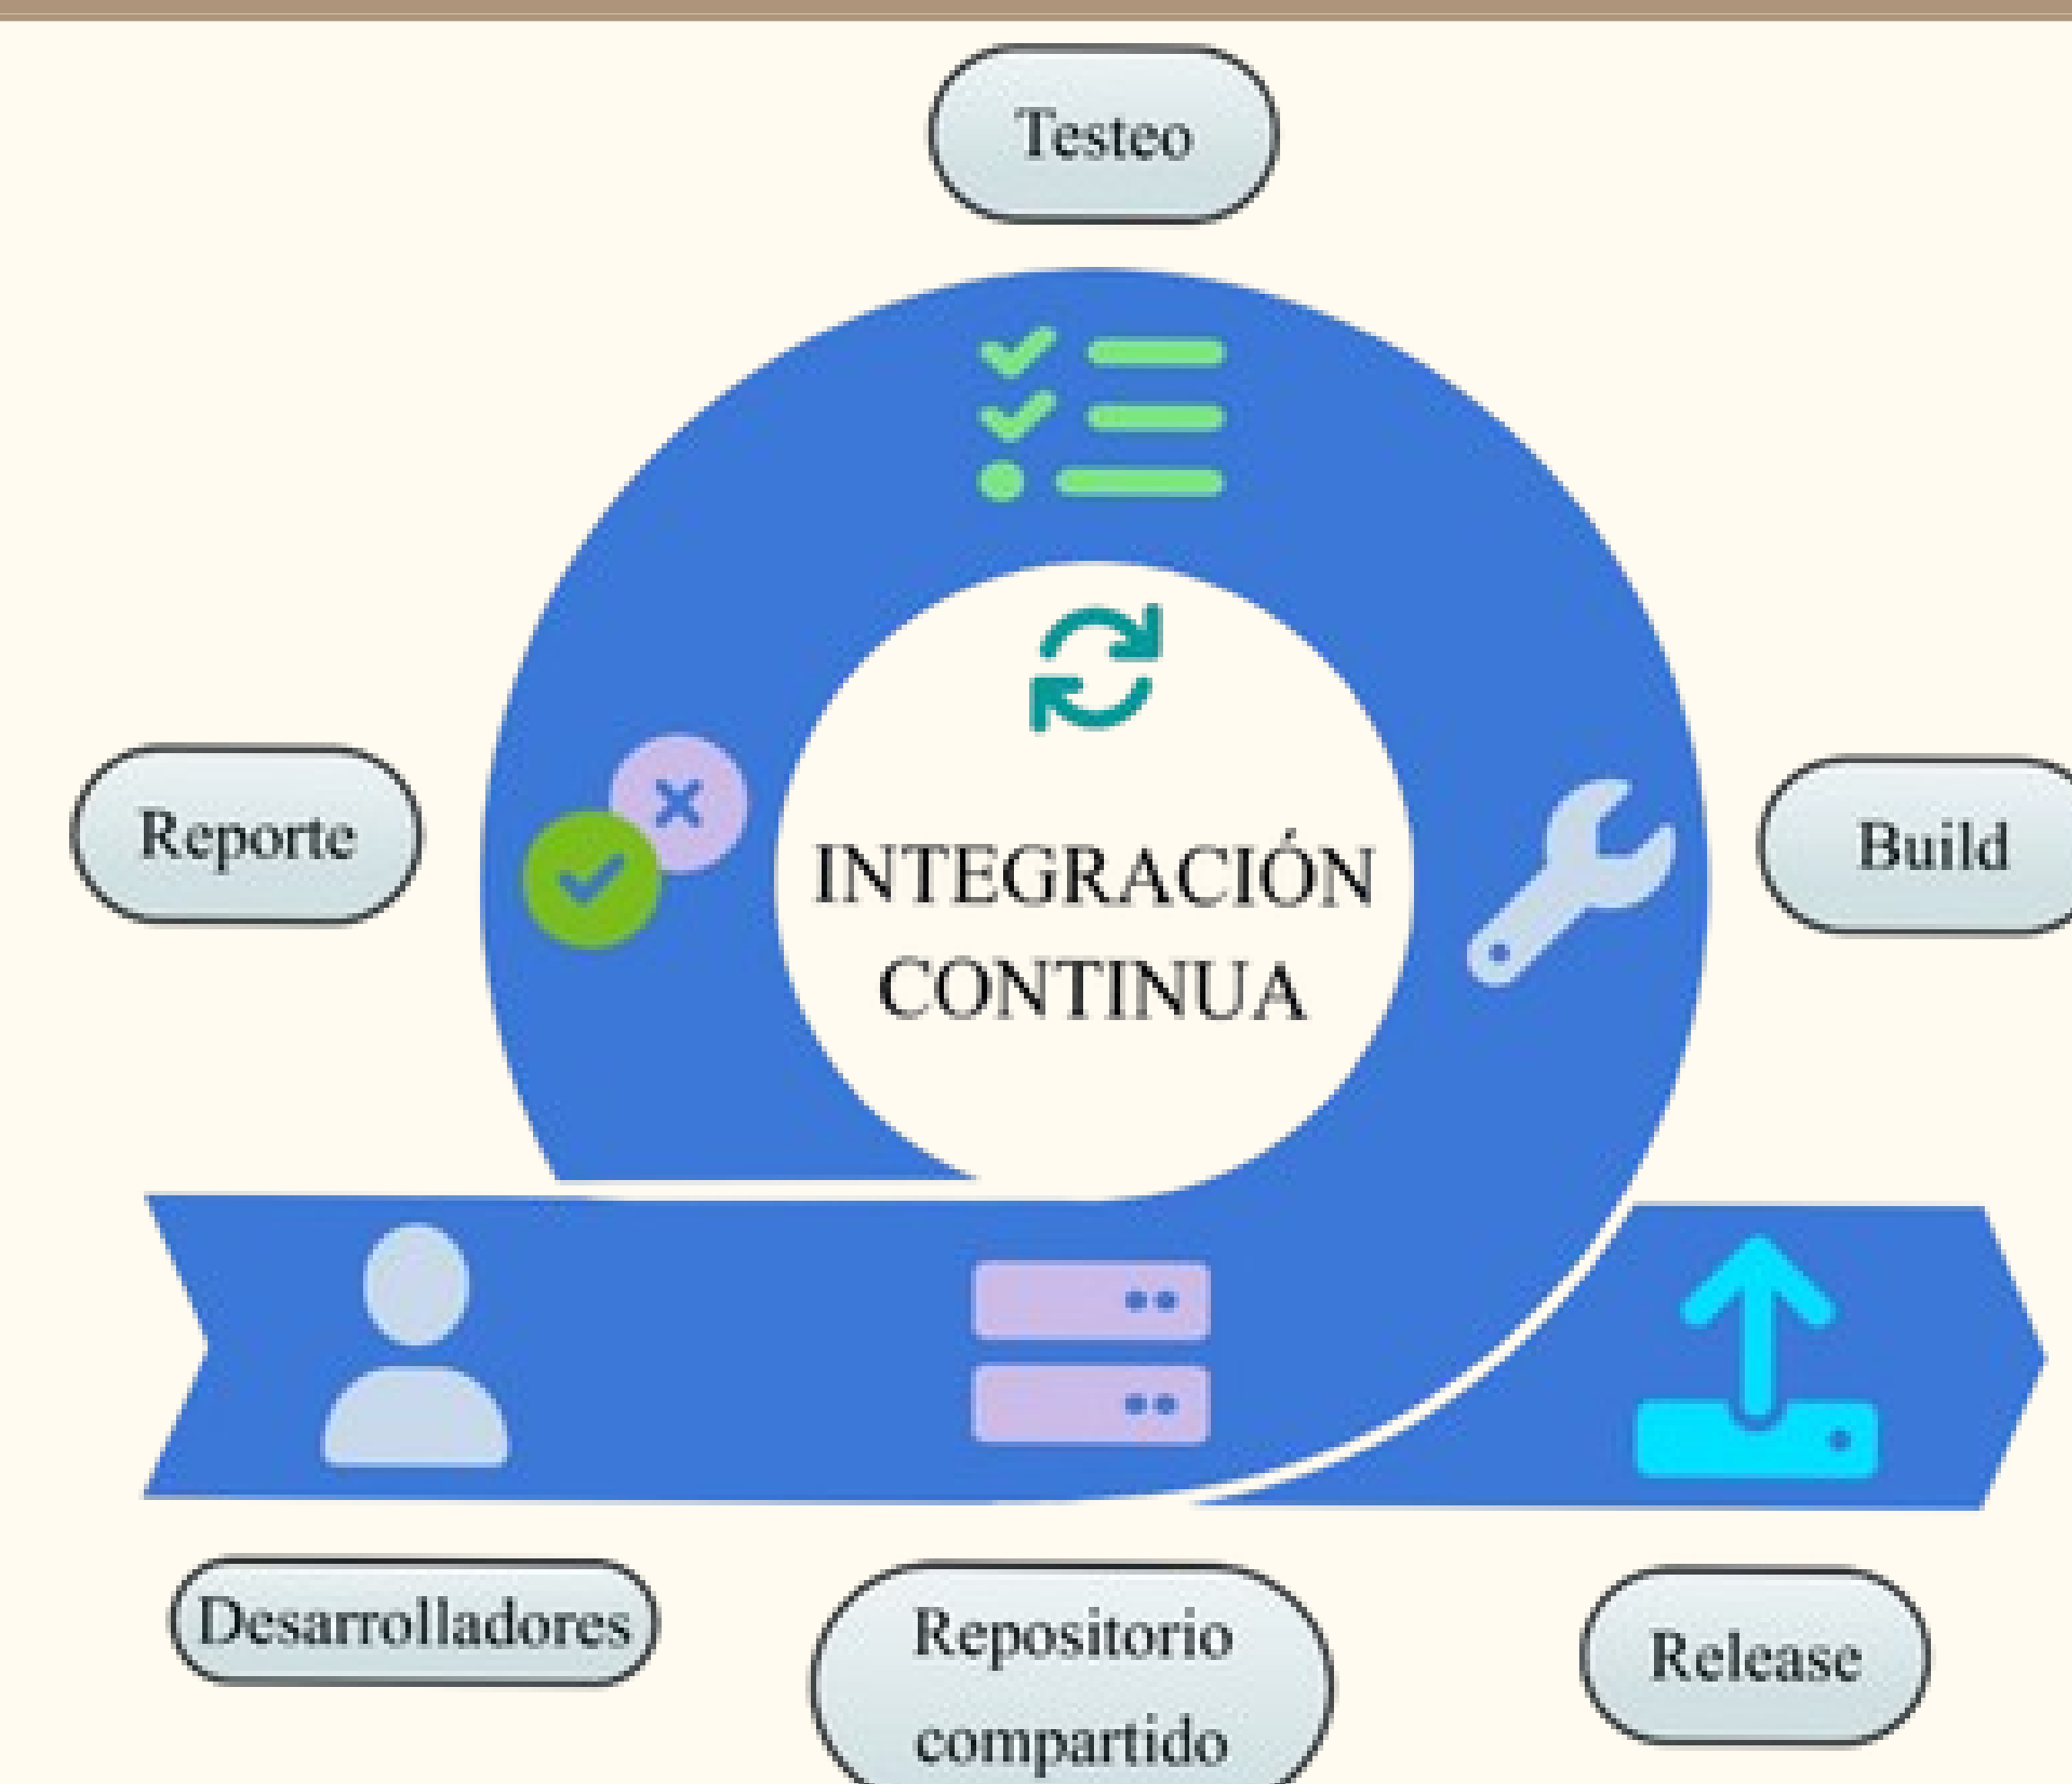 Testeo
INTEGRACIÓN
CONTINUA
Reporte
Build
Desarrolladores
Repositorio
compartido
Release